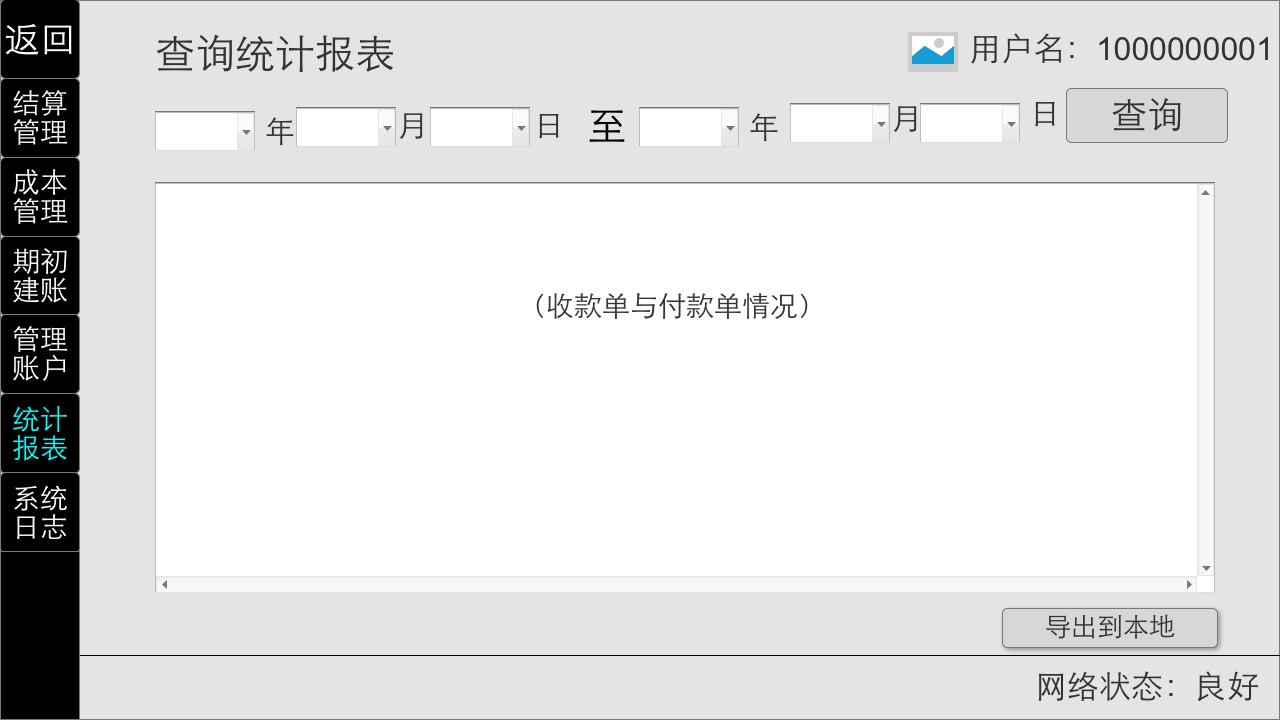 返回
结算
管理
成本
管理
期初
建账
管理
账户
统计
报表
系统
日志
查询统计报表
用户名：1000000001
年 月 日 至 年 月 日 查询
（收款单与付款单情况）
导出到本地
网络状态：良好